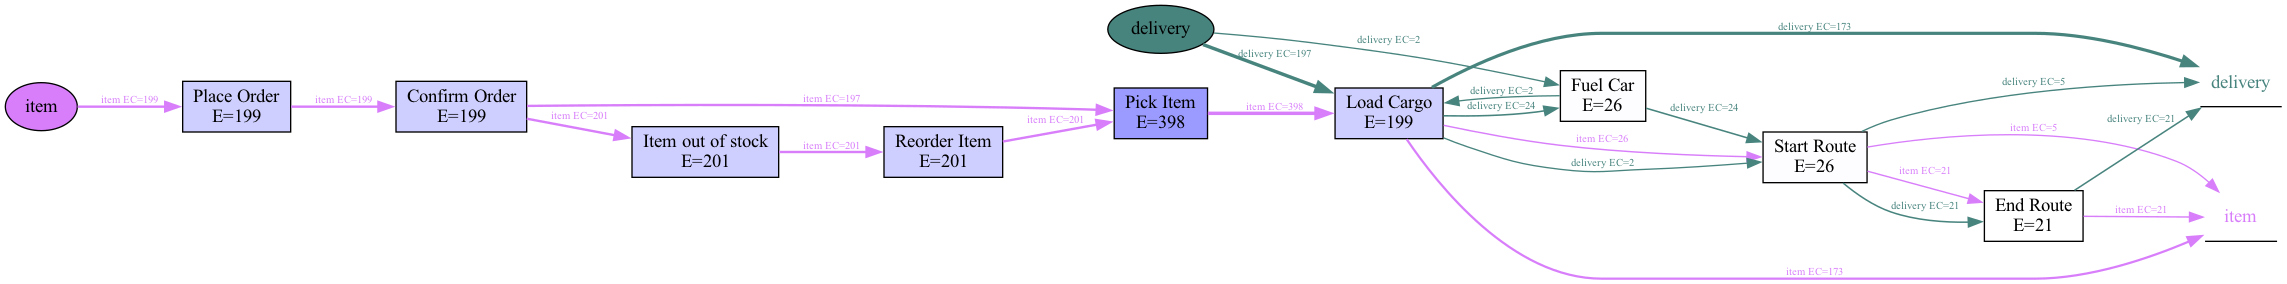 item
item EC=199
Place Order
E=199
item EC=199
Confirm Order
E=199
item EC=197
item EC=201
Item out of stock
E=201
item EC=201
Reorder Item
E=201
item EC=201
delivery
delivery EC=197
delivery EC=2
Pick Item
E=398
item EC=398
Load Cargo
E=199
delivery EC=173
delivery EC=2
delivery EC=24
item EC=26
delivery EC=2
item EC=173
Fuel Car
E=26
delivery EC=24
Start Route
E=26
delivery EC=5
item EC=5
item EC=21
delivery EC=21
End Route
E=21
delivery EC=21
item EC=21
delivery
item